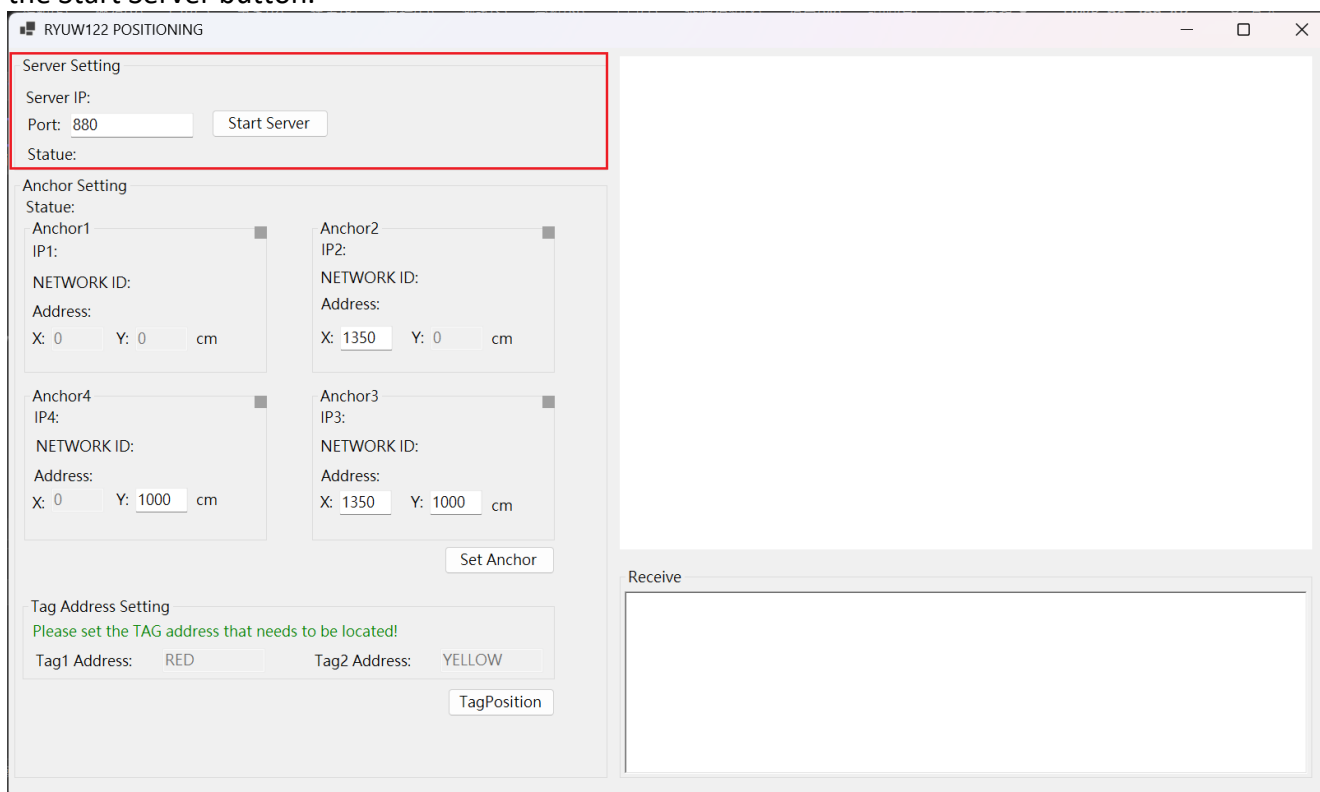 the Start Server button.
RYUW122 POSITIONING
Server Setting
Server IP:
Port: 880 Start Server
Statue:
Anchor Setting
Statue:
Anchor1
IP1:
NETWORK ID:
Address:
X: 0 Y: 0 cm
Anchor2
IP2:
NETWORK ID:
Address:
X: 1350 Y: 0 cm
Anchor4
IP4:
NETWORK ID:
Address:
X: 0 Y: 1000 cm
Anchor3
IP3:
NETWORK ID:
Address:
X: 1350 Y: 1000 cm
Set Anchor
Tag Address Setting
Please set the TAG address that needs to be located!
Tag1 Address: RED Tag2 Address: YELLOW
TagPosition
Receive